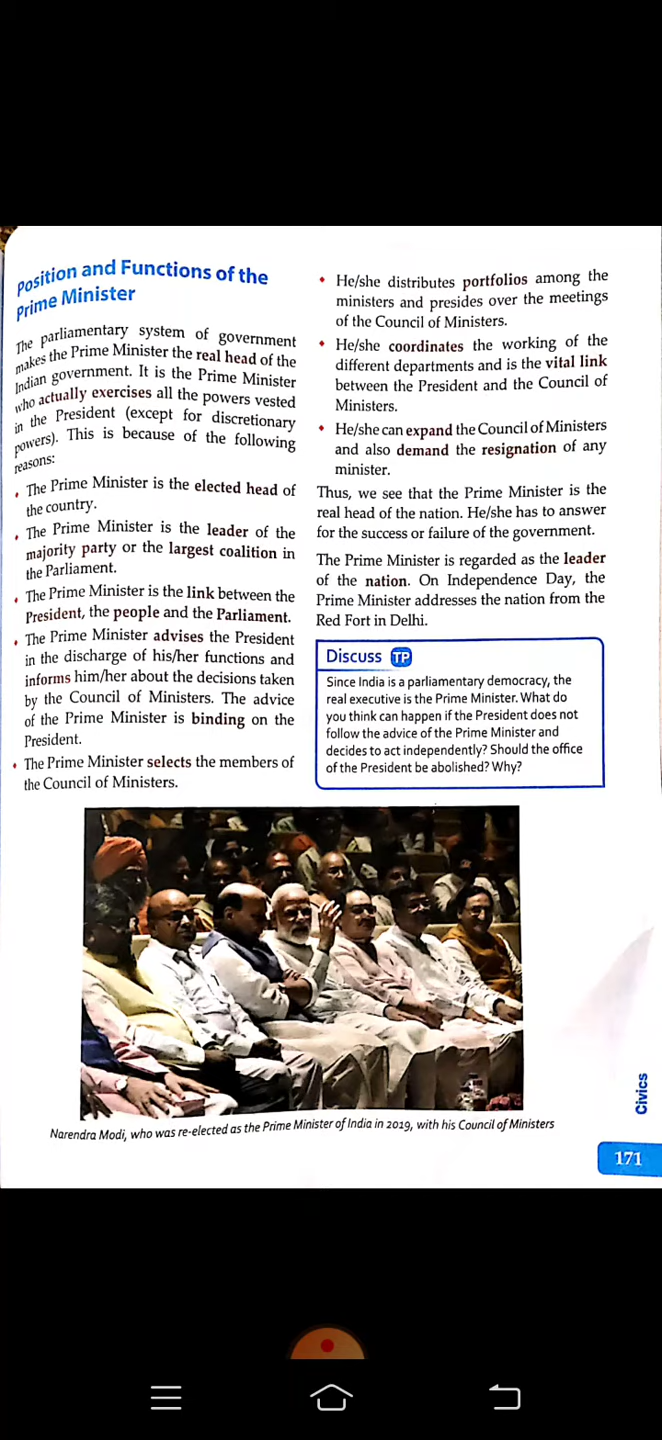 Position and Functions of the
Prime Minister
The parliamentary system of government
makes the Prime Minister the real head of the
Indian government. It is the Prime Minister
who actually exercises all the powers vested
in the President (except for discretionary
powers). This is because of the following
reasons:
• The Prime Minister is the elected head of
the country.
• The Prime Minister is the leader of the
majority party or the largest coalition in
the Parliament.
• The Prime Minister is the link between the
President, the people and the Parliament.
• The Prime Minister advises the President
in the discharge of his/her functions and
informs him/her about the decisions taken
by the Council of Ministers. The advice
of the Prime Minister is binding on the
President.
• The Prime Minister selects the members of
the Council of Ministers.
• He/she distributes portfolios among the
ministers and presides over the meetings
of the Council of Ministers.
• He/she coordinates the working of the
different departments and is the vital link
between the President and the Council of
Ministers.
• He/she can expand the Council of Ministers
and also demand the resignation of any
minister.
Thus, we see that the Prime Minister is the
real head of the nation. He/she has to answer
for the success or failure of the government.
The Prime Minister is regarded as the leader
of the nation. On Independence Day, the
Prime Minister addresses the nation from the
Red Fort in Delhi.
Discuss TP
Since India is a parliamentary democracy, the
real executive is the Prime Minister. What do
you think can happen if the President does not
follow the advice of the Prime Minister and
decides to act independently? Should the office
of the President be abolished? Why?
Narendra Modi, who was re-elected as the Prime Minister of India in 2019, with his Council of Ministers
Civics
171